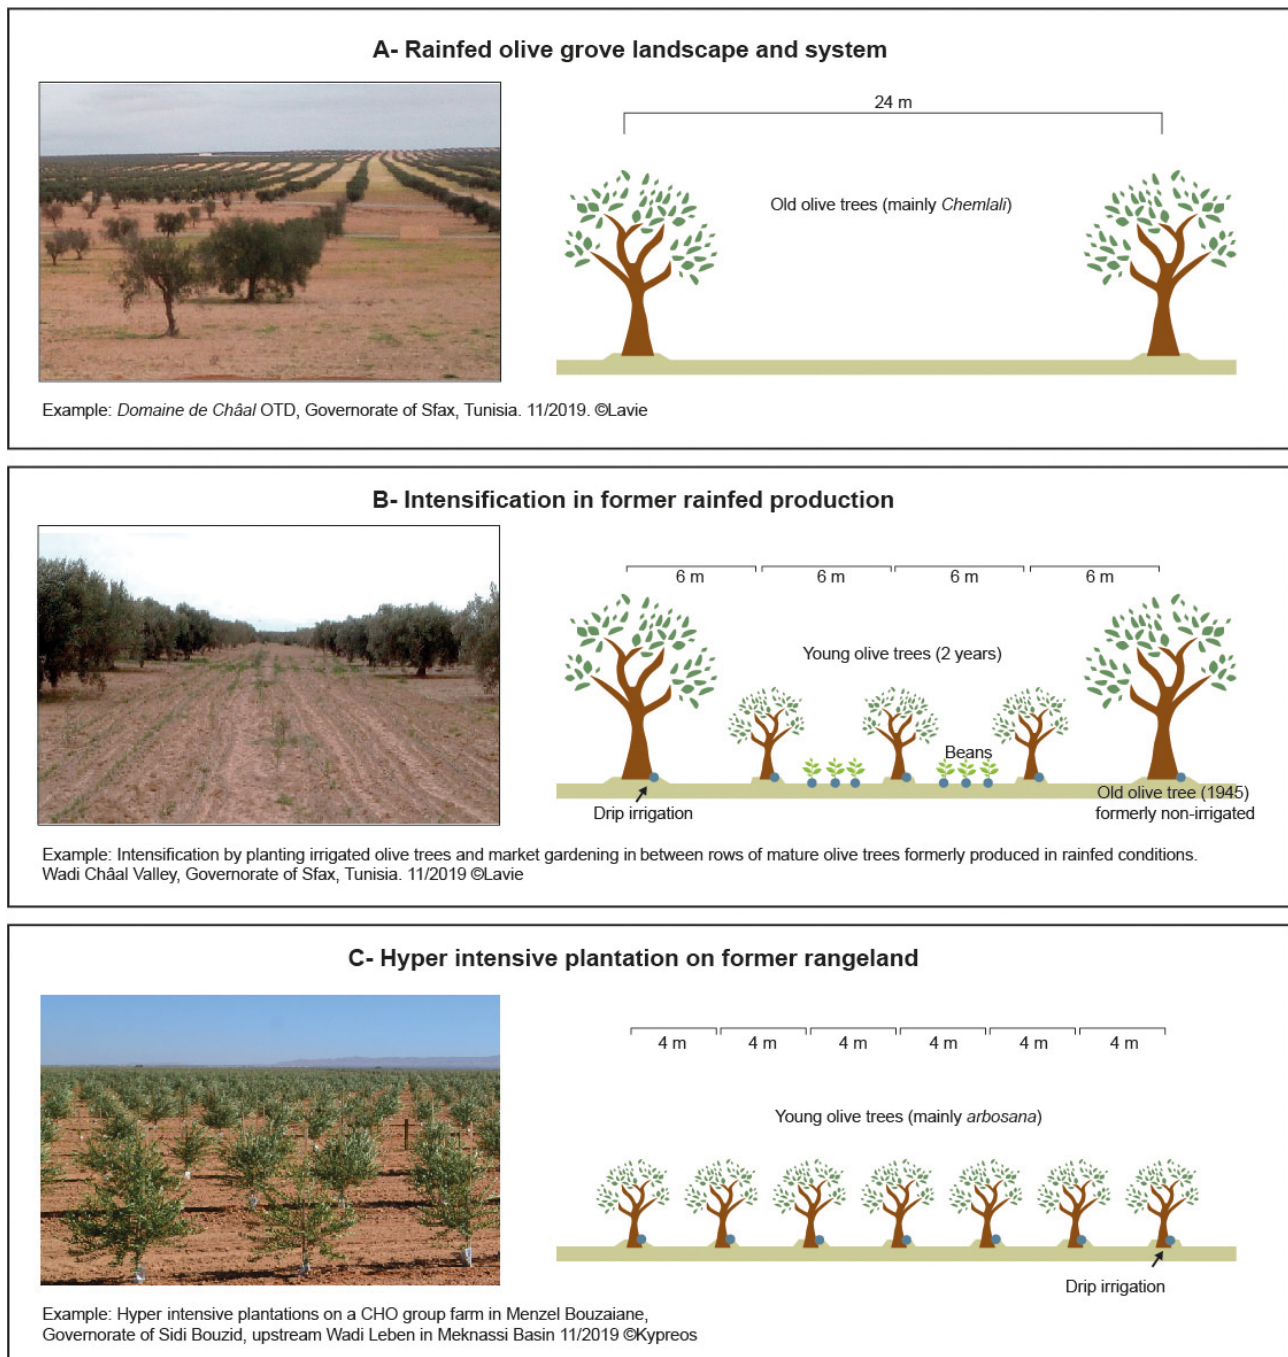 A- Rainfed olive grove landscape and system
24 m
Old olive trees (mainly Chemlali)
Example: Domaine de Châal OTD, Governorate of Sfax, Tunisia. 11/2019. ©Lavie
B- Intensification in former rainfed production
6 m 6 m 6 m 6 m
Young olive trees (2 years)
Beans
Drip irrigation
Old olive tree (1945)
formerly non-irrigated
Example: Intensification by planting irrigated olive trees and market gardening in between rows of mature olive trees formerly produced in rainfed conditions.
Wadi Châal Valley, Governorate of Sfax, Tunisia. 11/2019 ©Lavie
C- Hyper intensive plantation on former rangeland
4 m 4 m 4 m 4 m 4 m 4 m
Young olive trees (mainly arbosana)
Drip irrigation
Example: Hyper intensive plantations on a CHO group farm in Menzel Bouzaiane,
Governorate of Sidi Bouzid, upstream Wadi Leben in Meknassi Basin 11/2019 ©Kypreos